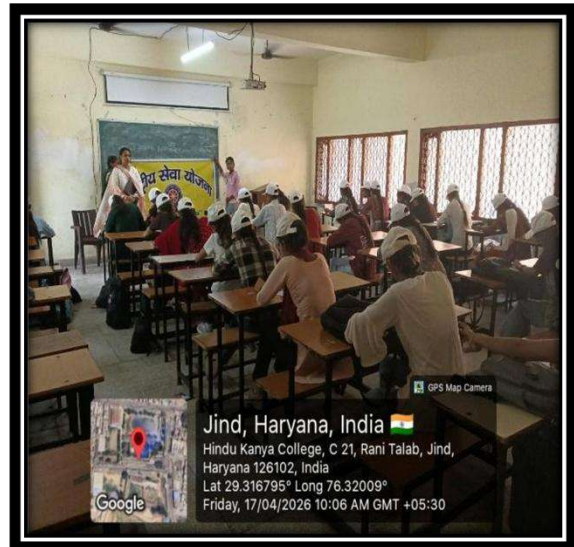 सेवा योजना
GPS Map Camera
Jind, Haryana, India
Hindu Kanya College, C 21, Rani Talab, Jind,
Haryana 126102, India
Lat 29.316795° Long 76.32009°
Friday, 17/04/2026 10:06 AM GMT +05:30
Google